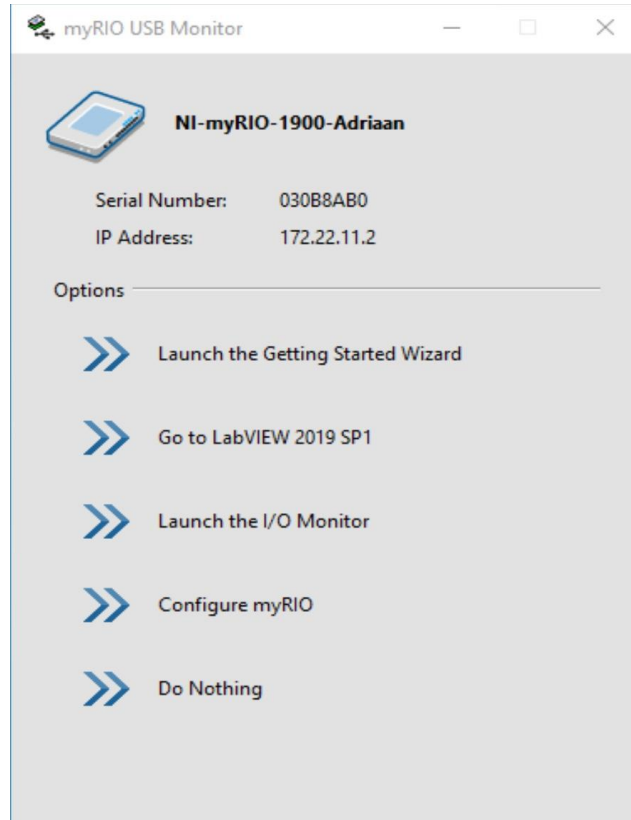 myRIO USB Monitor
NI-myRIO-1900-Adriaan
Serial Number: 030B8AB0
IP Address: 172.22.11.2
Options
Launch the Getting Started Wizard
Go to LabVIEW 2019 SP1
Launch the I/O Monitor
Configure myRIO
Do Nothing